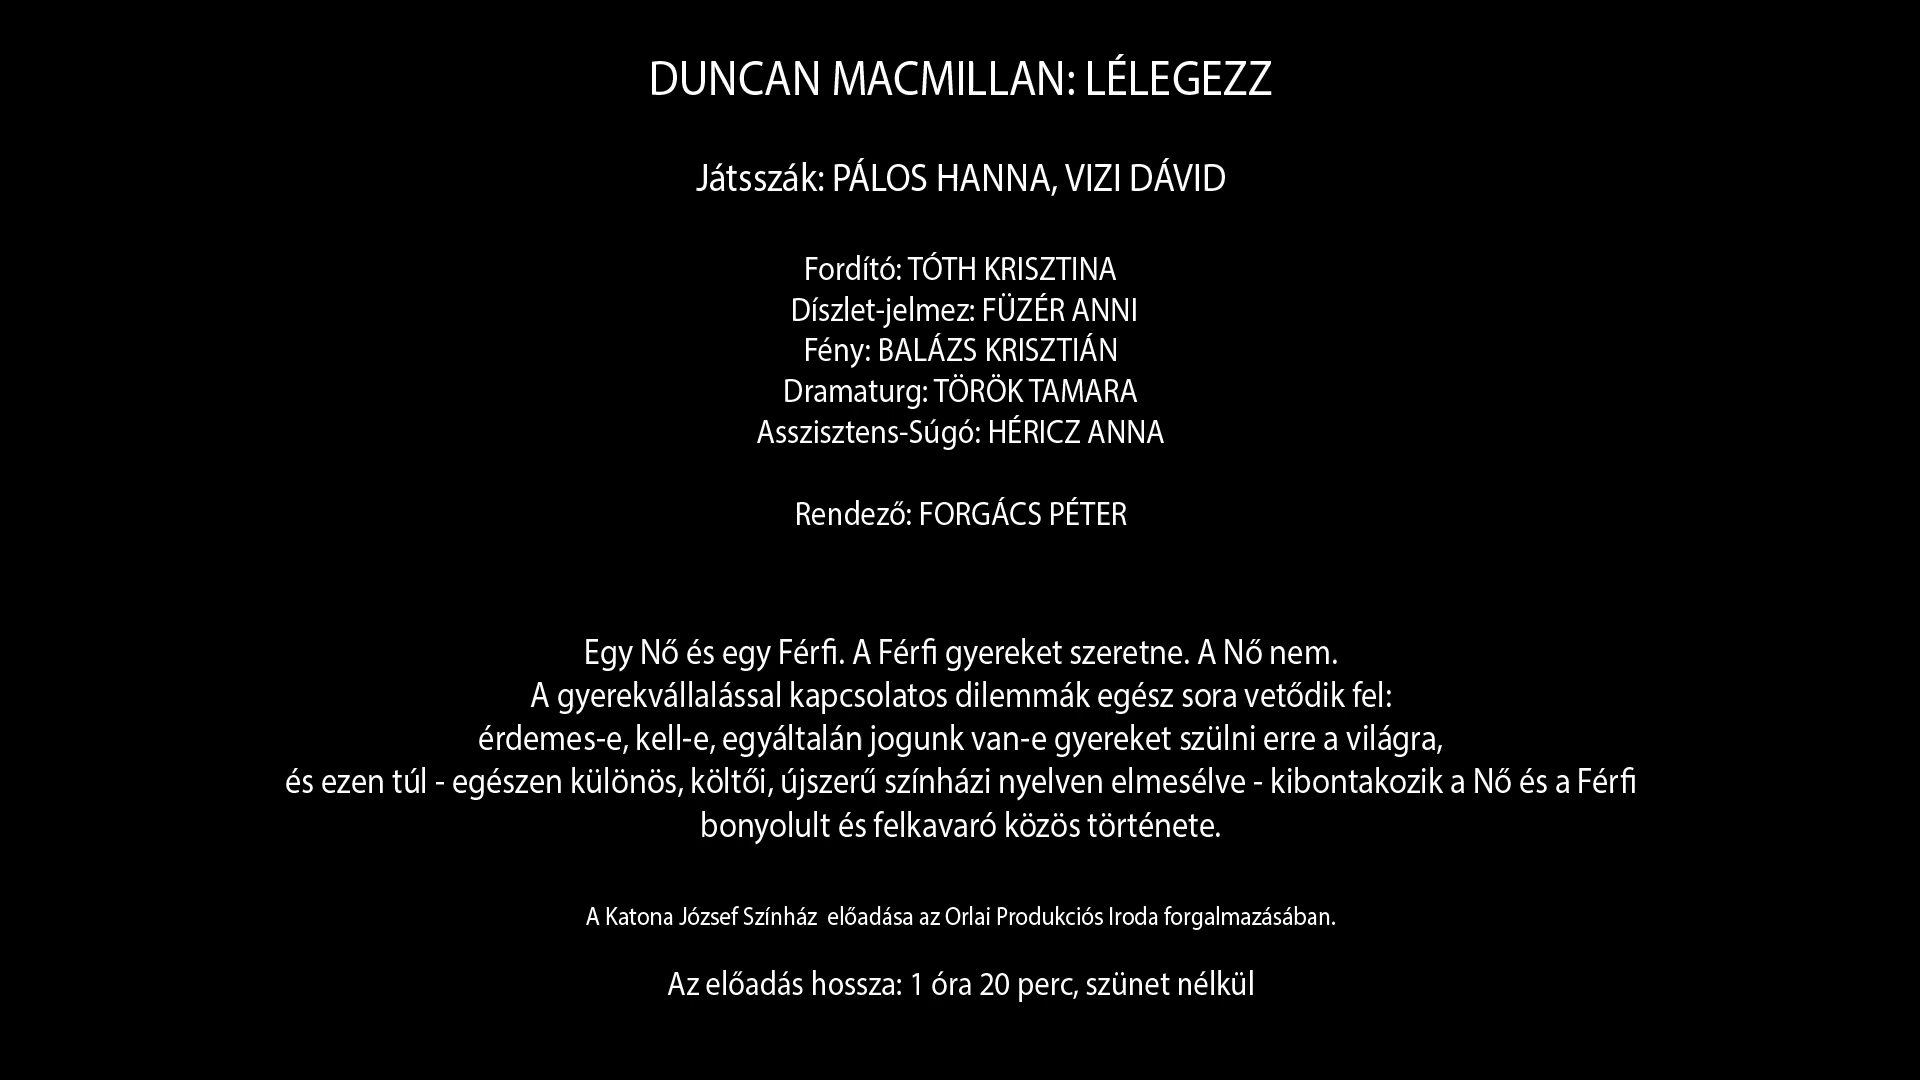 DUNCAN MACMILLAN: LÉLEGEZZ
Játsszák: PÁLOS HANNA, VIZI DÁVID
Fordító: TÓTH KRISZTINA
Díszlet-jelmez: FÜZÉR ANNI
Fény: BALÁZS KRISZTIÁN
Dramaturg: TÖRÖK TAMARA
Asszisztens-Súgó: HÉRICZ ANNA
Rendező: FORGÁCS PÉTER
Egy Nő és egy Férfi. A Férfi gyereket szeretne. A Nő nem.
A gyerekvállalással kapcsolatos dilemmák egész sora vetődik fel:
érdemes-e, kell-e, egyáltalán jogunk van-e gyereket szülni erre a világra,
és ezen túl - egészen különös, költői, újszerű színházi nyelven elmesélve - kibontakozik a Nő és a Férfi
bonyolult és felkavaró közös története.
A Katona József Színház  előadása az Orlai Produkciós Iroda forgalmazásában.
Az előadás hossza: 1 óra 20 perc, szünet nélkül